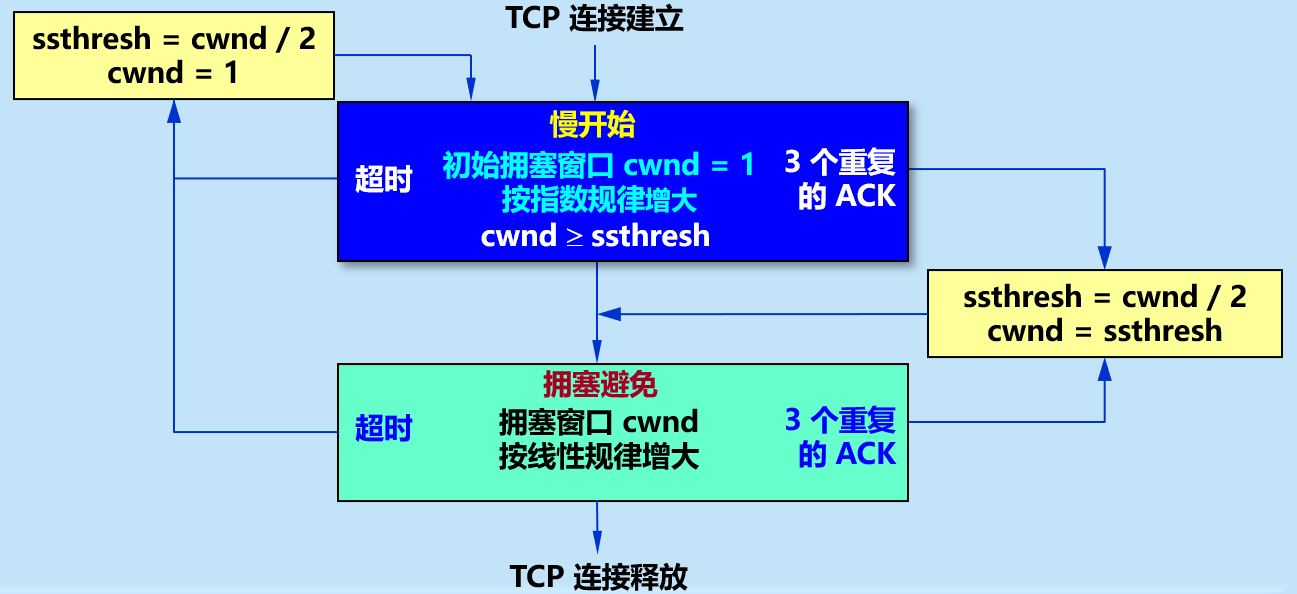 TCP 连接建立
ssthresh = cwnd / 2
cwnd = 1
慢开始
超时
初始拥塞窗口 cwnd = 1
按指数规律增大
cwnd ≥ ssthresh
3 个重复
的 ACK
ssthresh = cwnd / 2
cwnd = ssthresh
拥塞避免
超时
拥塞窗口 cwnd
按线性规律增大
3 个重复
的 ACK
TCP 连接释放